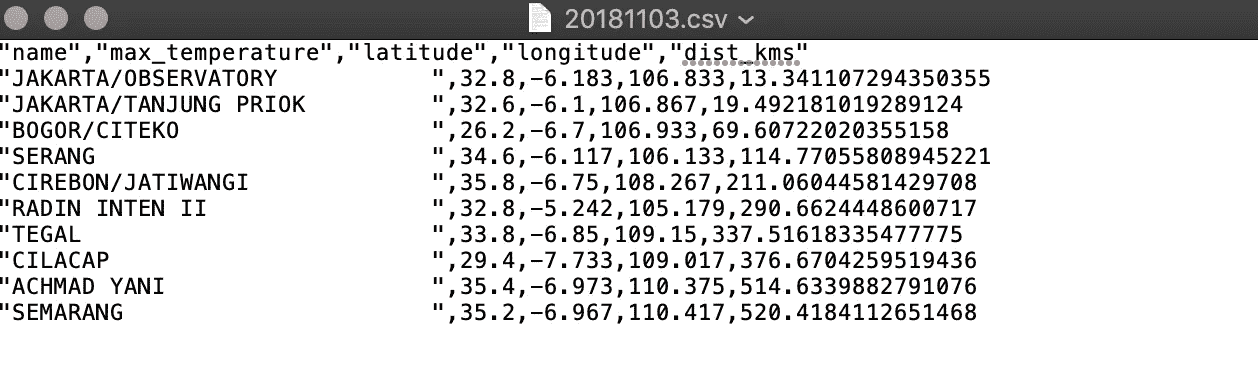 20181103.csv
"name","max_temperature","latitude","longitude","dist_kms"
"JAKARTA/OBSERVATORY           ",32.8,-6.183,106.833,13.341107294350355
"JAKARTA/TANJUNG PRIOK         ",32.6,-6.1,106.867,19.492181019289124
"BOGOR/CITEKO                  ",26.2,-6.7,106.933,69.60722020355158
"SERANG                        ",34.6,-6.117,106.133,114.77055808945221
"CIREBON/JATIWANGI             ",35.8,-6.75,108.267,211.06044581429708
"RADIN INTEN II                ",32.8,-5.242,105.179,290.6624448600717
"TEGAL                         ",33.8,-6.85,109.15,337.51618335477775
"CILACAP                       ",29.4,-7.733,109.017,376.6704259519436
"ACHMAD YANI                   ",35.4,-6.973,110.375,514.6339882791076
"SEMARANG                      ",35.2,-6.967,110.417,520.4184112651468